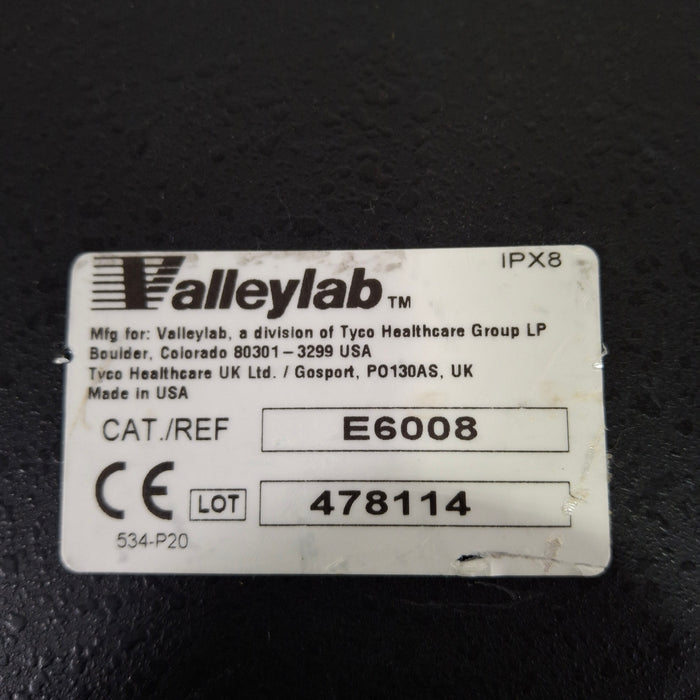 Valleylab™
IPX8
Mfg for: Valleylab, a division of Tyco Healthcare Group LP
Boulder, Colorado 80301-3299 USA
Tyco Healthcare UK Ltd. / Gosport, PO130AS, UK
Made in USA
CAT./REF E6008
CE LOT 478114
534-P20